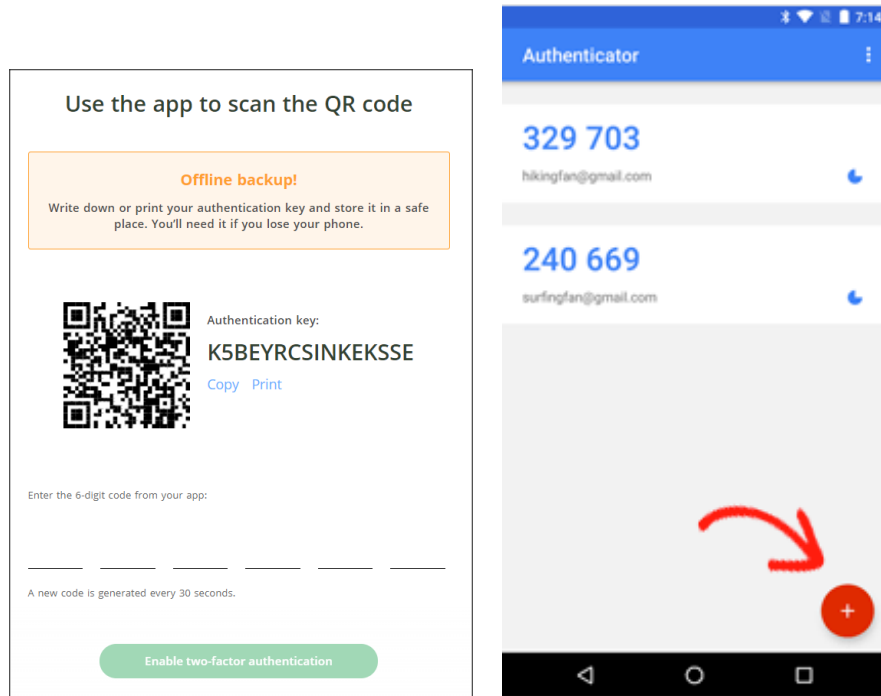 Use the app to scan the QR code
Offline backup!
Write down or print your authentication key and store it in a safe
place. You’ll need it if you lose your phone.
Authentication key:
K5BEYRCSINKEKSSE
Copy Print
Enter the 6-digit code from your app:
A new code is generated every 30 seconds.
Enable two-factor authentication
7:14
Authenticator
329 703
hikingfan@gmail.com
240 669
surfingfan@gmail.com